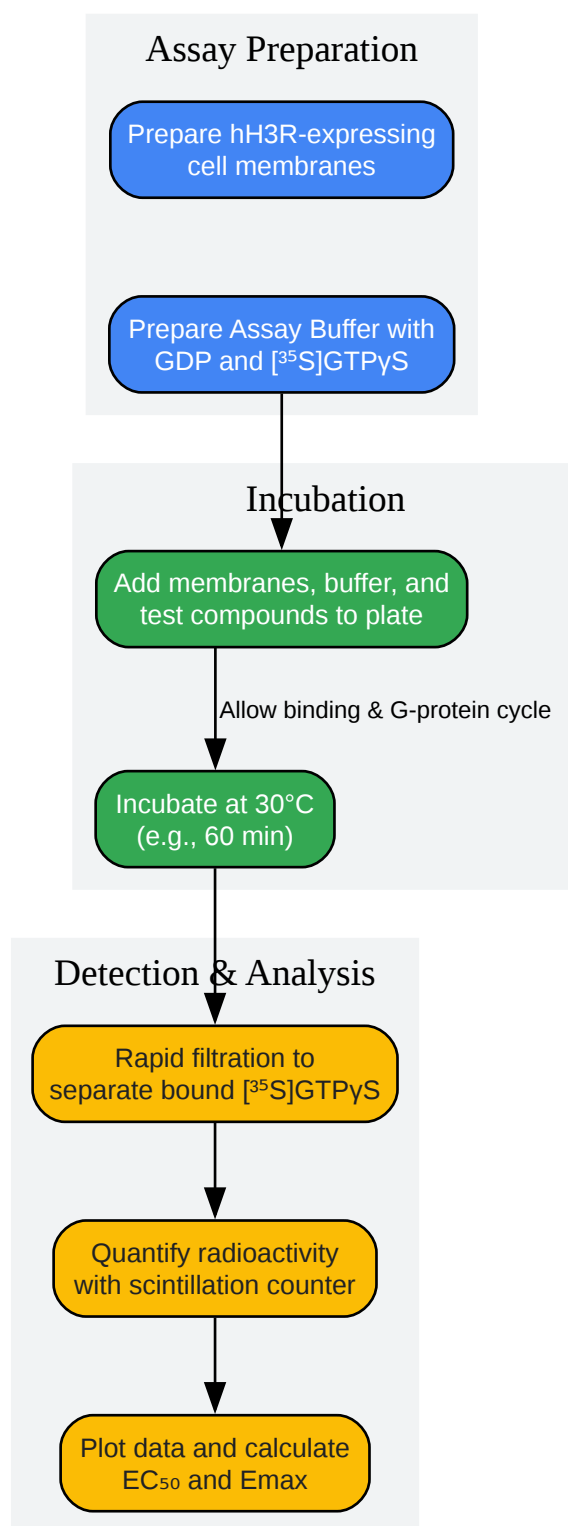 Assay Preparation
Prepare hH3R-expressing
cell membranes
Prepare Assay Buffer with
GDP and [³⁵S]GTPγS
Incubation
Add membranes, buffer, and
test compounds to plate
Allow binding & G-protein cycle
Incubate at 30°C
(e.g., 60 min)
Detection & Analysis
Rapid filtration to
separate bound [³⁵S]GTPγS
Quantify radioactivity
with scintillation counter
Plot data and calculate
EC₅₀ and Emax